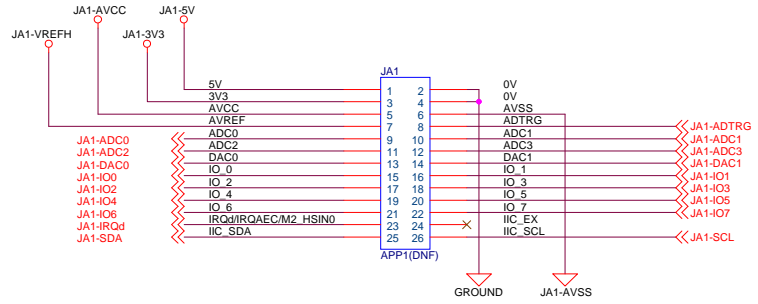 JA1-AVCC JA1-5V
JA1-VREFH JA1-3V3
JA1
5V 1 2 0V
3V3 3 4 0V
AVCC 5 6 AVSS
AVREF 7 8 ADTRG JA1-ADTRG
JA1-ADC0 ADC0 9 10 ADC1 JA1-ADC1
JA1-ADC2 ADC2 11 12 ADC3 JA1-ADC3
JA1-DAC0 DAC0 13 14 DAC1 JA1-DAC1
JA1-IO0 IO_0 15 16 IO_1 JA1-IO1
JA1-IO2 IO_2 17 18 IO_3 JA1-IO3
JA1-IO4 IO_4 19 20 IO_5 JA1-IO5
JA1-IO6 IO_6 21 22 IO_7 JA1-IO7
JA1-IRQd IRQd/IRQAEC/M2_HSIN0 23 24 IIC_EX
JA1-SDA IIC_SDA 25 26 IIC_SCL JA1-SCL
APP1(DNF)
GROUND JA1-AVSS